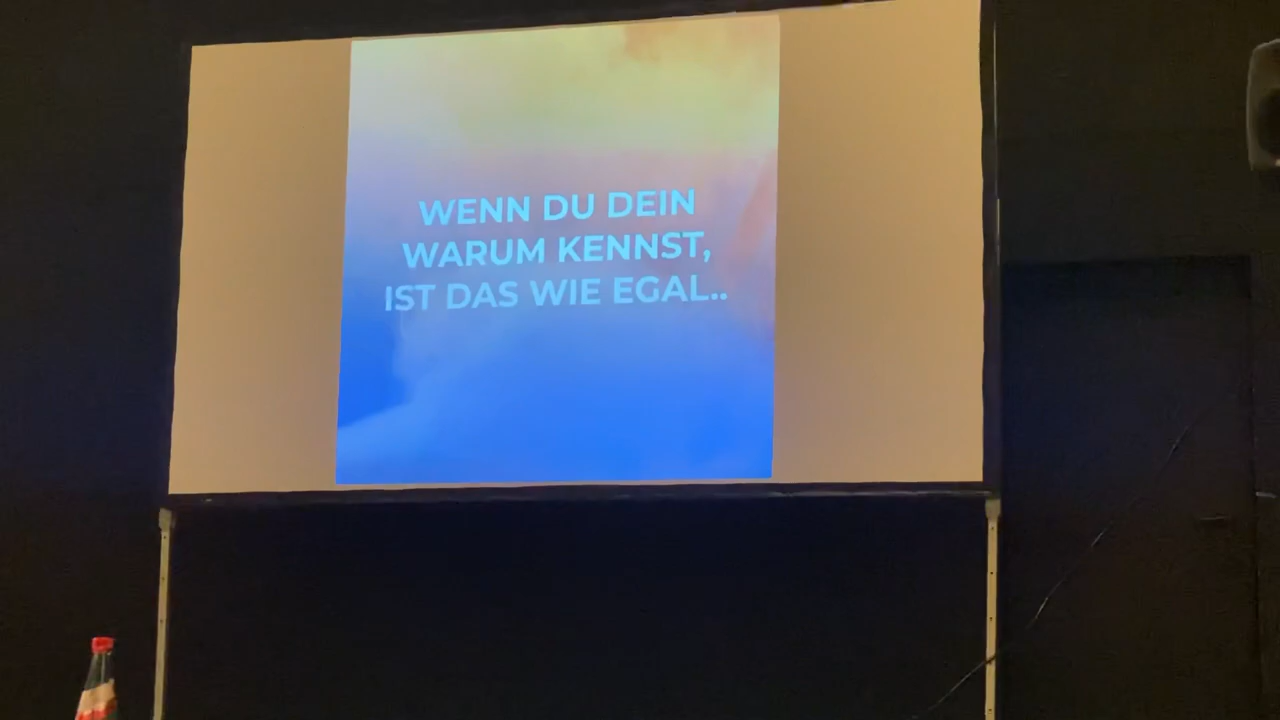 WENN DU DEIN
WARUM KENNST,
IST DAS WIE EGAL..